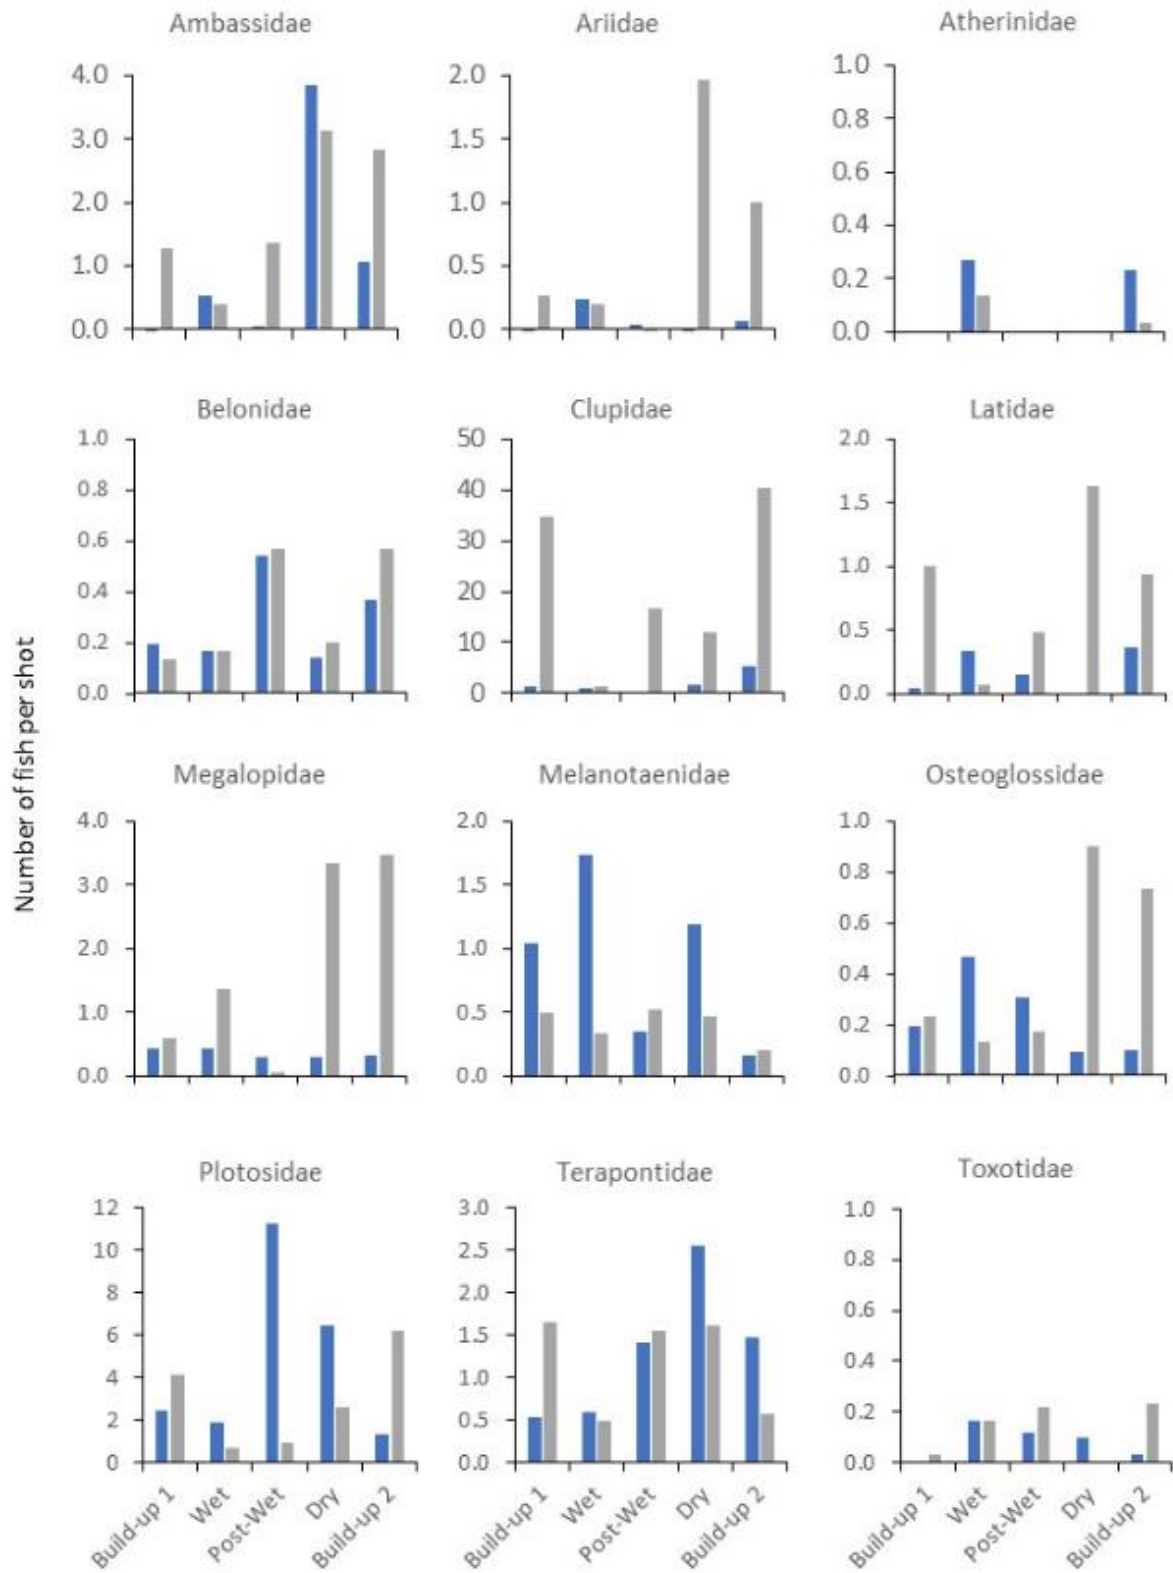 Number of fish per shot
Ambassidae
4.0
3.0
2.0
1.0
0.0
Ariidae
2.0
1.5
1.0
0.5
0.0
Atherinidae
1.0
0.8
0.6
0.4
0.2
0.0
Belonidae
1.0
0.8
0.6
0.4
0.2
0.0
Clupidae
50
40
30
20
10
0
Latidae
2.0
1.5
1.0
0.5
0.0
Megalopidae
4.0
3.0
2.0
1.0
0.0
Melanotaenidae
2.0
1.5
1.0
0.5
0.0
Osteoglossidae
1.0
0.8
0.6
0.4
0.2
0.0
Plotosidae
12
10
8
6
4
2
0
Build-up 1
Wet
Post-Wet
Dry
Build-up 2
Terapontidae
3.0
2.5
2.0
1.5
1.0
0.5
0.0
Build-up 1
Wet
Post-Wet
Dry
Build-up 2
Toxotidae
1.0
0.8
0.6
0.4
0.2
0.0
Build-up 1
Wet
Post-Wet
Dry
Build-up 2